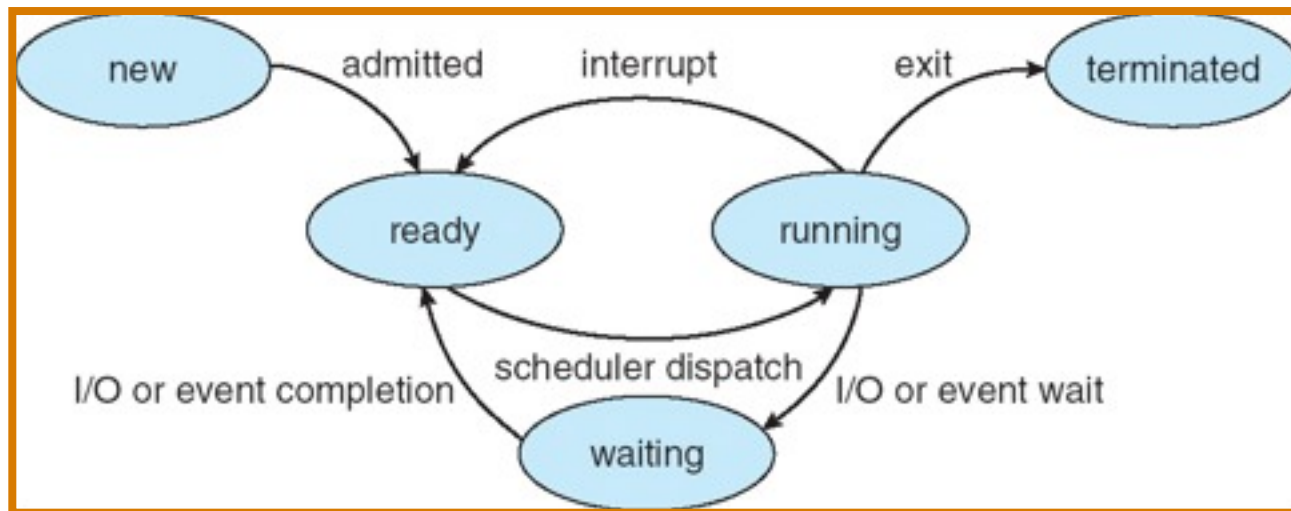 new
admitted
interrupt
exit
terminated
ready
running
scheduler dispatch
I/O or event completion
I/O or event wait
waiting